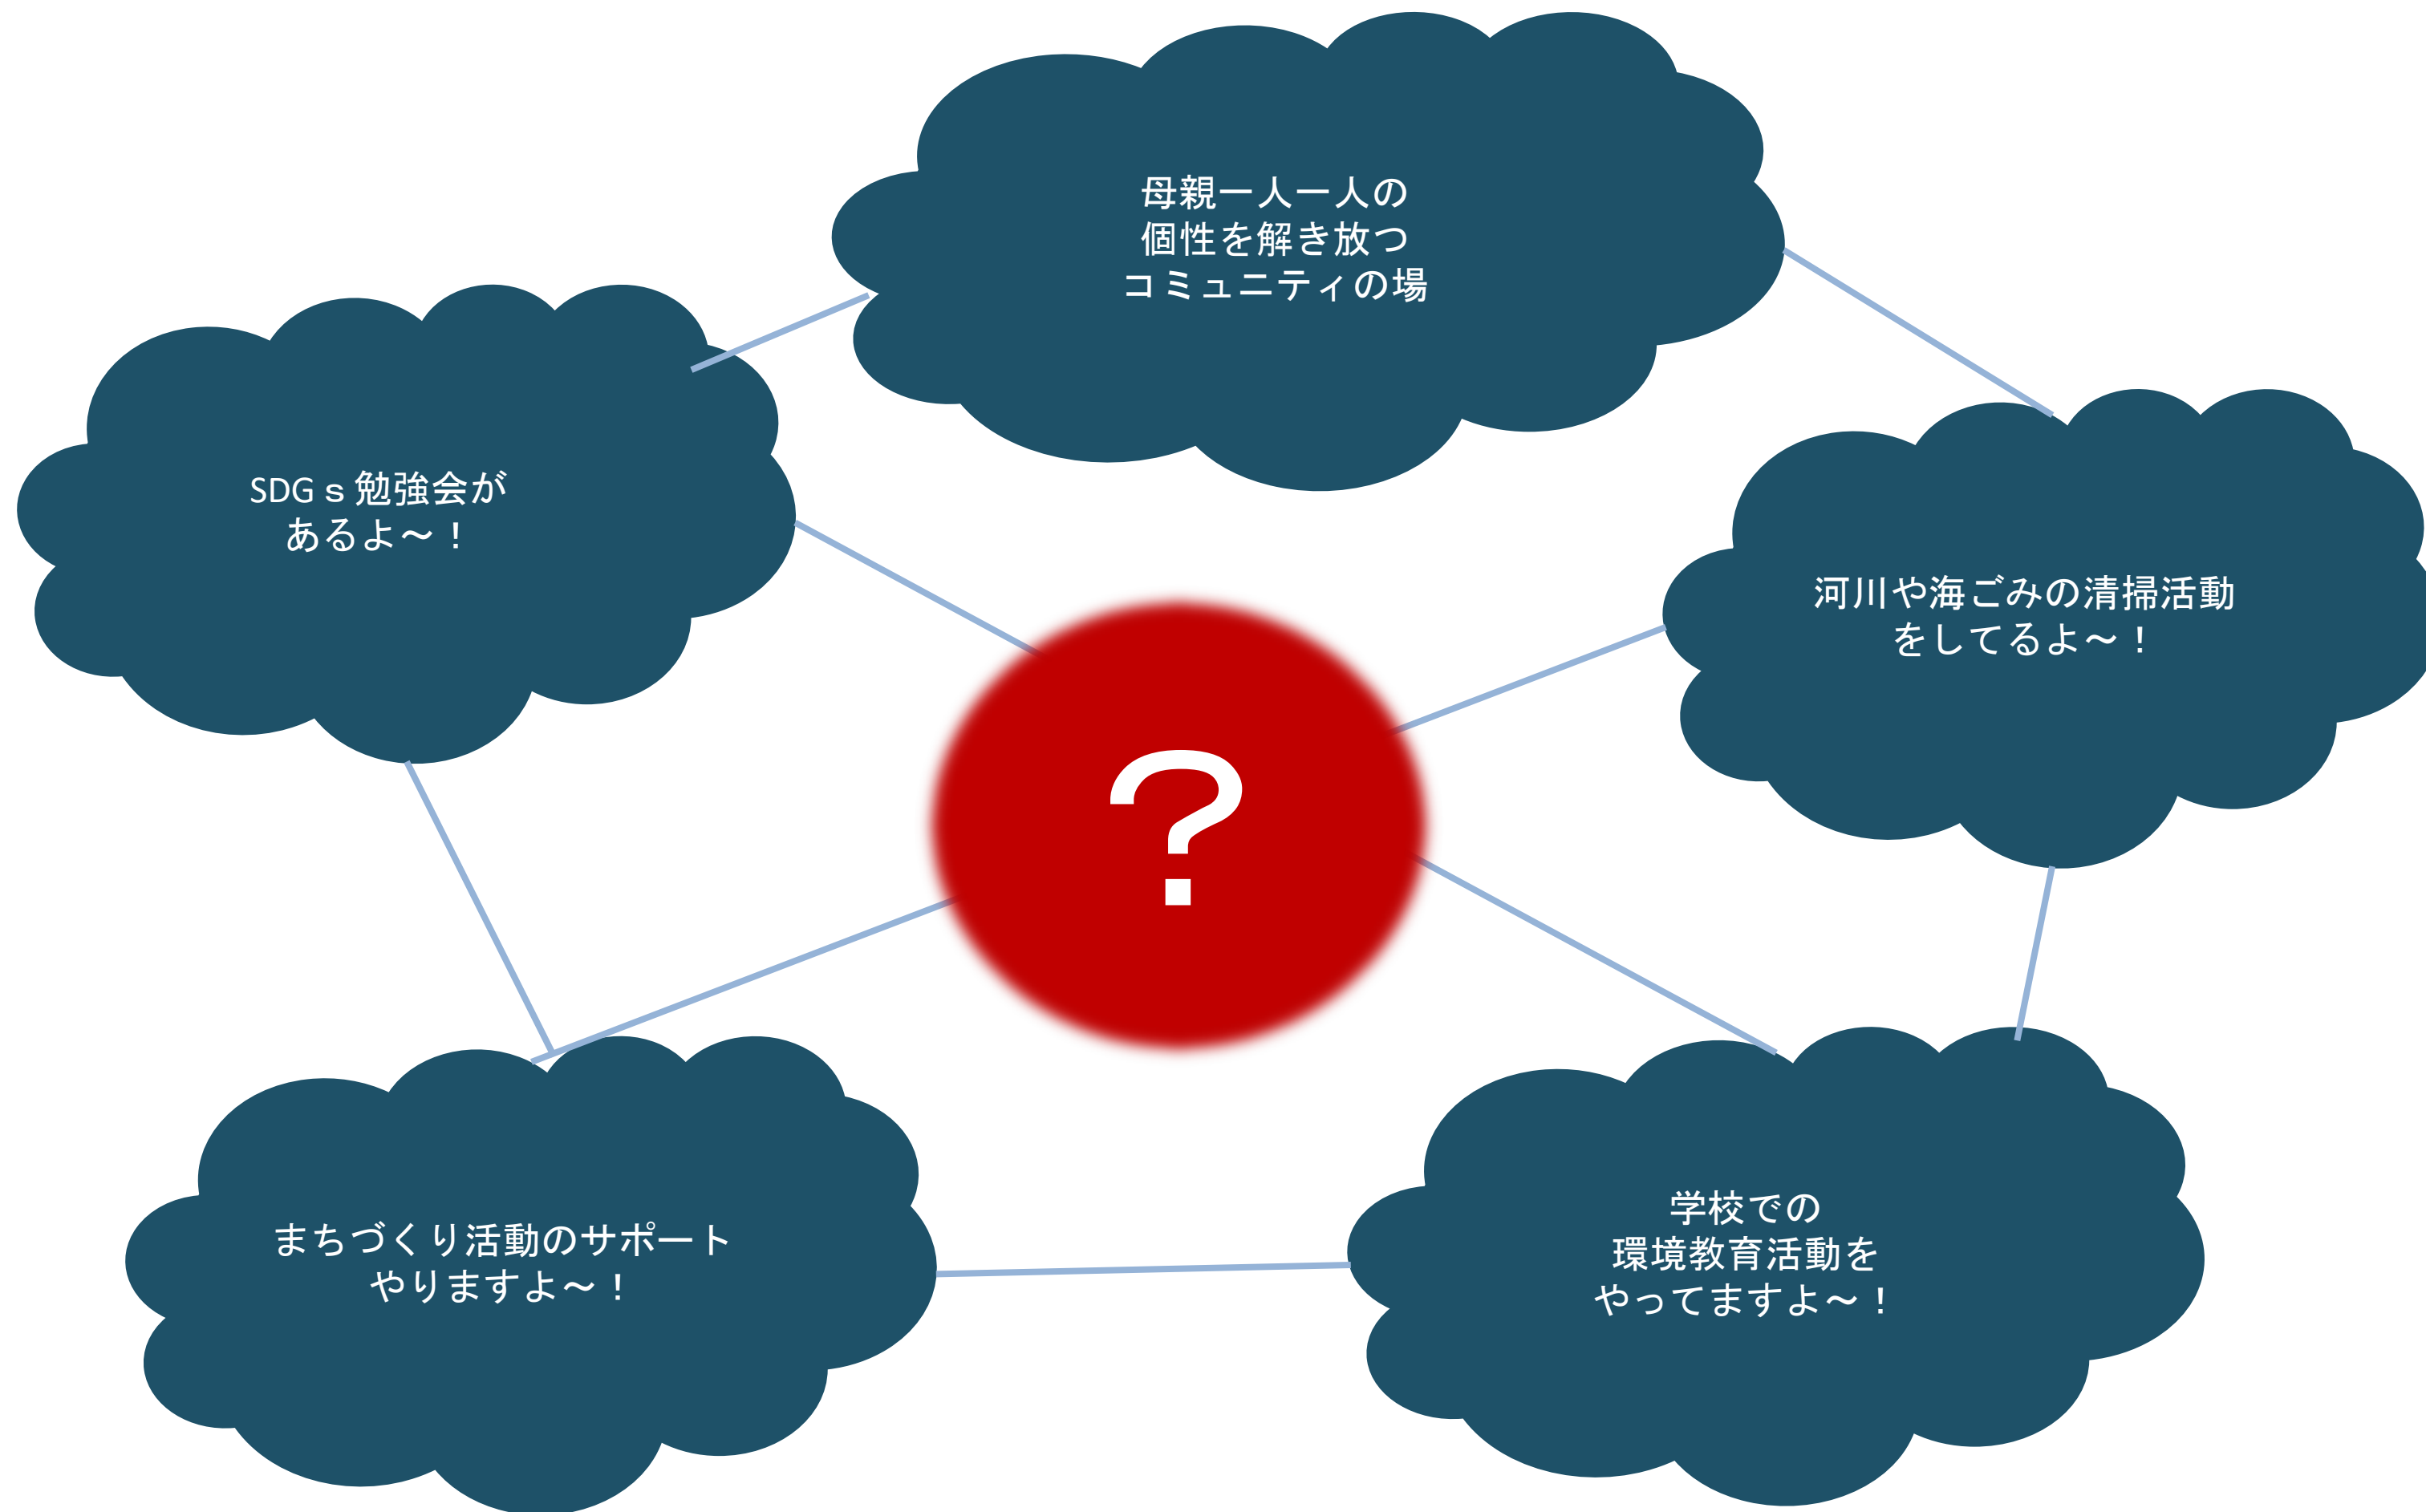 母親一人一人の
個性を解き放つ
コミュニティの場
SDGｓ勉強会が
あるよ～！
河川や海ごみの清掃活動
をしてるよ～！
？
まちづくり活動のサポート
やりますよ～！
学校での
環境教育活動を
やってますよ～！